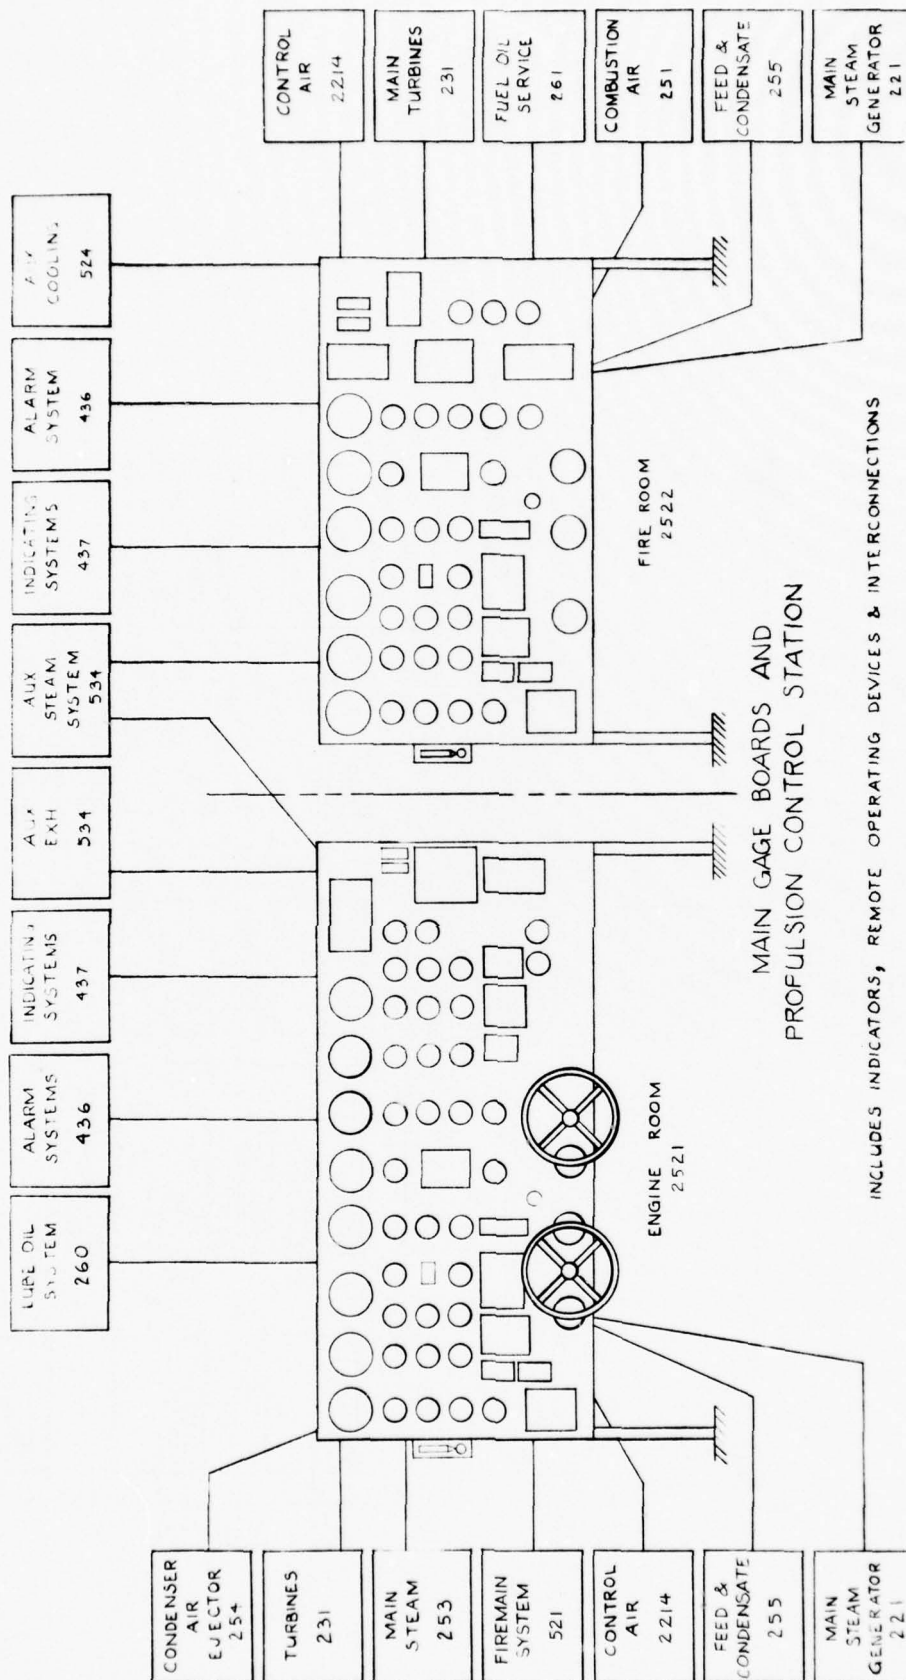 LUBE OIL
SYSTEM
260
ALARM
SYSTEMS
436
INDICATING
SYSTEMS
437
AUX
EXH
534
AUX
STEAM
SYSTEM
534
INDICATING
SYSTEMS
437
ALARM
SYSTEM
436
AUX
COOLING
524
CONDENSER
AIR
EJECTOR
254
TURBINES
231
MAIN
STEAM
253
FIREMAIN
SYSTEM
521
CONTROL
AIR
2214
FEED &
CONDENSATE
255
MAIN
STEAM
GENERATOR
221
CONTROL
AIR
2214
MAIN
TURBINES
231
FUEL OIL
SERVICE
261
COMBUSTION
AIR
251
FEED &
CONDENSATE
255
MAIN
STEAM
GENERATOR
221
ENGINE ROOM
2521
FIRE ROOM
2522
MAIN GAGE BOARDS AND
PROPULSION CONTROL STATION
INCLUDES INDICATORS, REMOTE OPERATING DEVICES & INTERCONNECTIONS